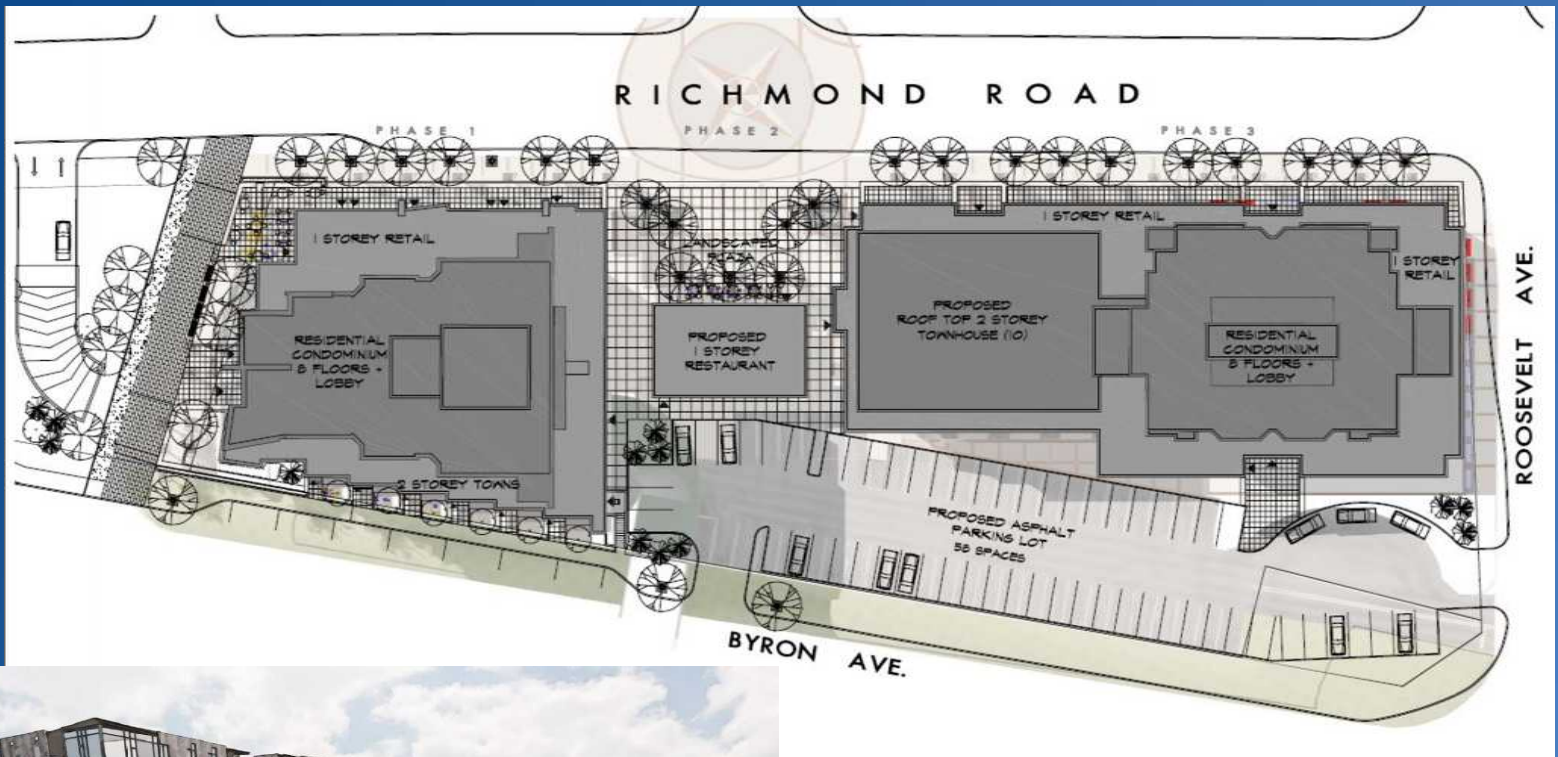 RICHMOND ROAD
PHASE 1
PHASE 2
PHASE 3
1 STOREY RETAIL
LANDSCAPED
PLAZA
1 STOREY RETAIL
1 STOREY
RETAIL
RESIDENTIAL
CONDOMINIUM
8 FLOORS +
LOBBY
PROPOSED
1 STOREY
RESTAURANT
PROPOSED
ROOF TOP 2 STOREY
TOWNHOUSE (10)
RESIDENTIAL
CONDOMINIUM
8 FLOORS +
LOBBY
ROOSEVELT AVE.
2 STOREY TOWNS
PROPOSED ASPHALT
PARKING LOT
58 SPACES
BYRON AVE.